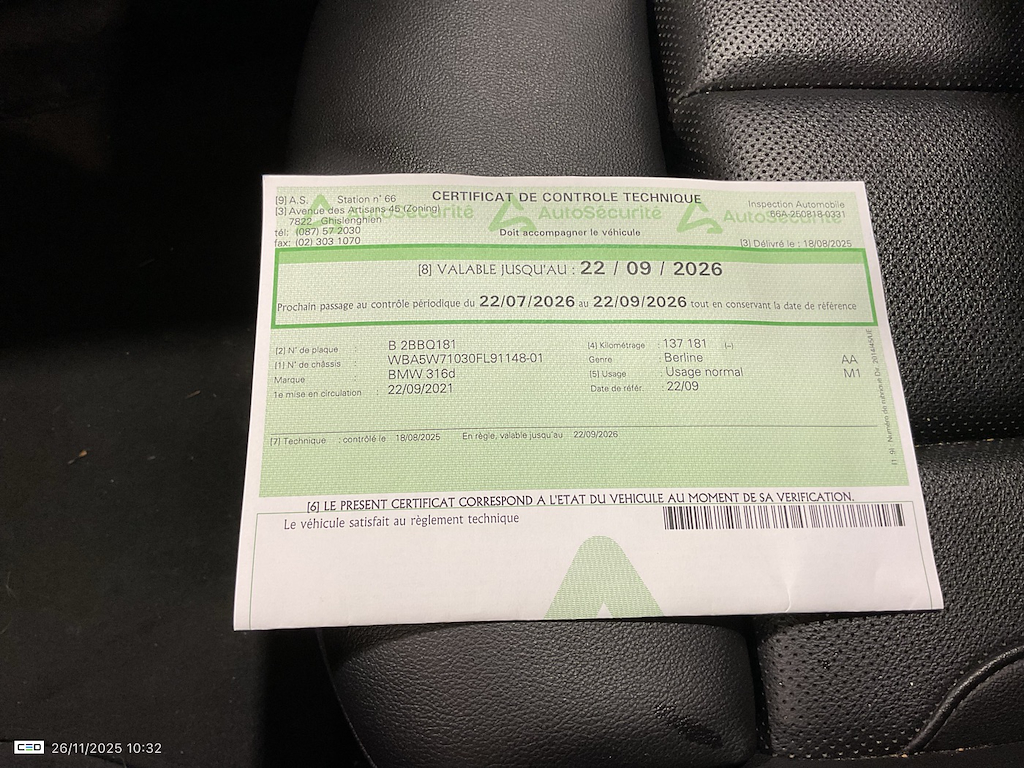 [9] A.S. Station n° 66
CERTIFICAT DE CONTROLE TECHNIQUE
Inspection Automobile
[3] Avenue des Artisans 45 (Zoning)
66A-250818-0331
7822 Ghislenghien
AutoSécurité AutoSécurité AutoSécurité
tél: (087) 57 2030
Doit accompagner le véhicule
fax: (02) 303 1070
[3] Délivré le : 18/08/2025
[8] VALABLE JUSQU'AU : 22 / 09 / 2026
Prochain passage au contrôle périodique du 22/07/2026 au 22/09/2026 tout en conservant la date de référence
[2] N° de plaque : B 2BBQ181
[4] Kilométrage : 137 181 (--)
[1] N° de châssis : WBA5W71030FL91148-01
Genre : Berline AA
Marque : BMW 316d
[5] Usage : Usage normal M1
1e mise en circulation : 22/09/2021
Date de référ. : 22/09
[7] Technique : contrôlé le 18/08/2025 En règle, valable jusqu'au 22/09/2026
[6] LE PRESENT CERTIFICAT CORRESPOND A L'ETAT DU VEHICULE AU MOMENT DE SA VERIFICATION.
Le véhicule satisfait au règlement technique
CEO 26/11/2025 10:32